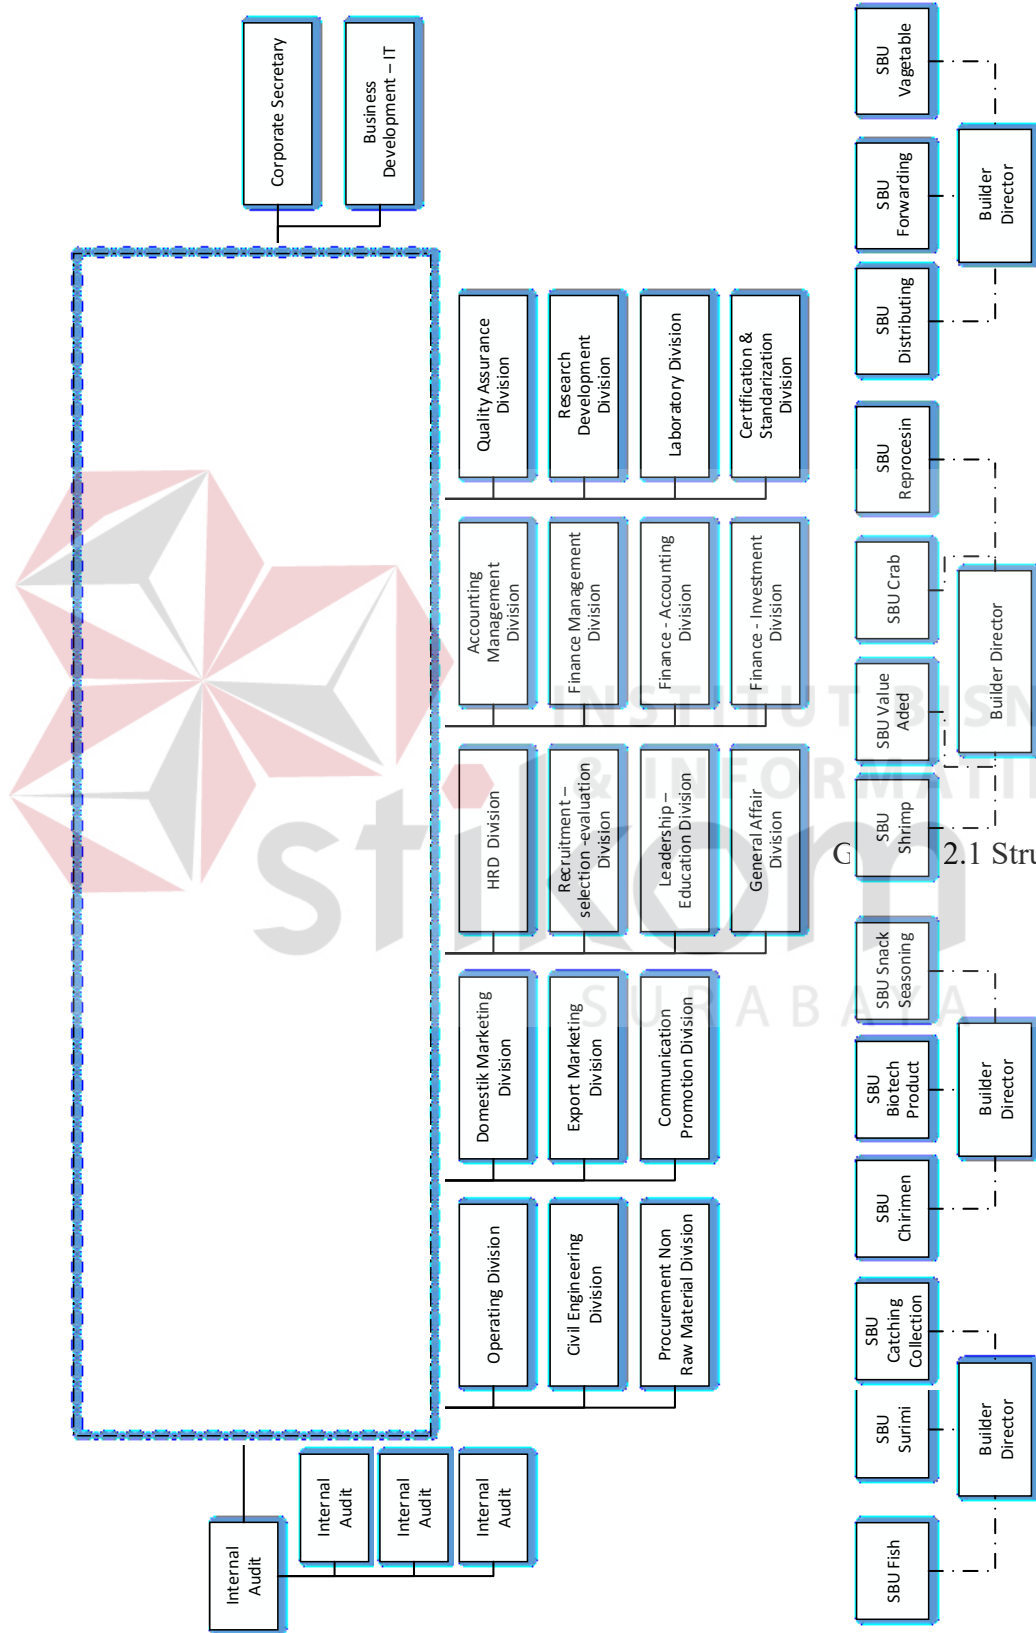 Corporate Secretary
Business
Development – IT
Internal
Audit
Internal
Audit
Internal
Audit
Internal
Audit
Operating Division
Civil Engineering
Division
Procurement Non
Raw Material Division
Domestik Marketing
Division
Export Marketing
Division
Communication
Promotion Division
HRD Division
Recruitment –
selection -evaluation
Division
Leadership –
Education Division
General Affair
Division
Accounting
Management
Division
Finance Management
Division
Finance - Accounting
Division
Finance - Investment
Division
Quality Assurance
Division
Research
Development
Division
Laboratory Division
Certification &
Standarization
Division
SBU Fish
SBU
Surimi
SBU
Catching
Collection
Builder
Director
SBU
Chirimen
SBU
Biotech
Product
SBU Snack
Seasoning
Builder
Director
SBU
Shrimp
SBU Value
Aded
SBU Crab
SBU
Reprocesin
Builder Director
SBU
Distributing
SBU
Forwarding
SBU
Vagetable
Builder
Director
2.1 Stru
INSTITUT BISN
& INFORMATI
stikom
SURABAYA